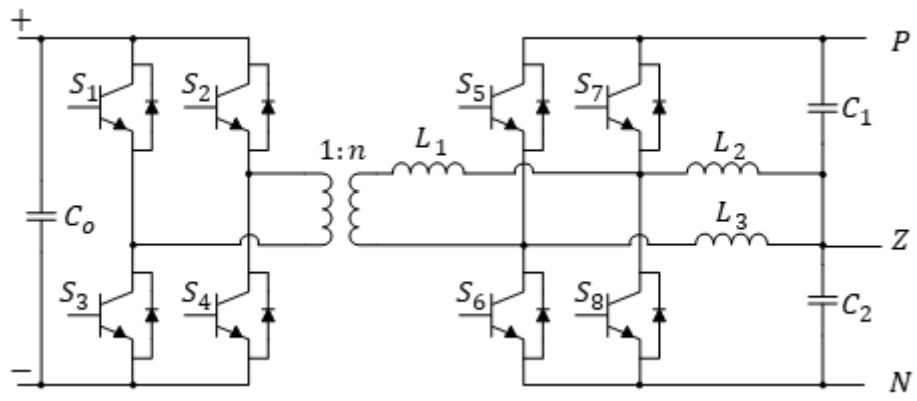 +
P
S₁
S₂
S₅
S₇
C₁
1:n
L₁
L₂
L₃
Cₒ
Z
S₃
S₄
S₆
S₈
C₂
−
N